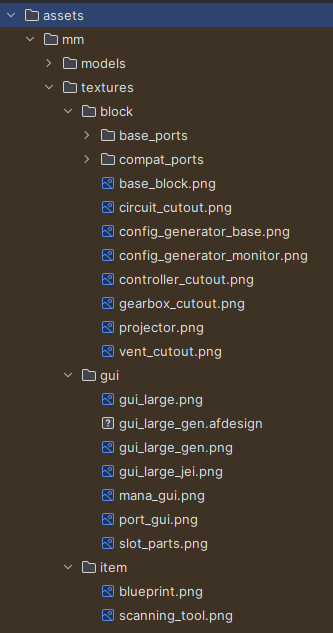 assets
mm
models
textures
block
base_ports
compat_ports
base_block.png
circuit_cutout.png
config_generator_base.png
config_generator_monitor.png
controller_cutout.png
gearbox_cutout.png
projector.png
vent_cutout.png
gui
gui_large.png
? gui_large_gen.afdesign
gui_large_gen.png
gui_large_jei.png
mana_gui.png
port_gui.png
slot_parts.png
item
blueprint.png
scanning_tool.png